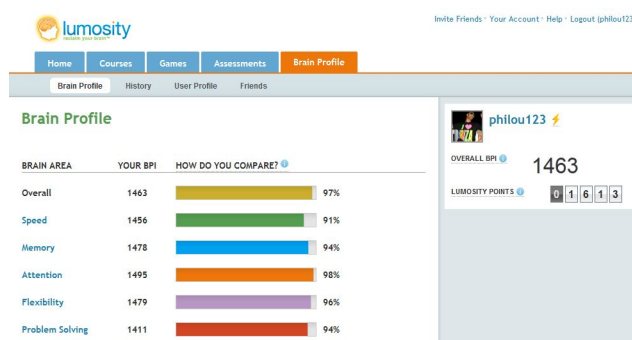 Invite Friends · Your Account · Help · Logout (philou123
lumosity
reclaim your brain™
Home Courses Games Assessments Brain Profile
Brain Profile History User Profile Friends
Brain Profile
BRAIN AREA YOUR BPI HOW DO YOU COMPARE?
Overall 1463 97%
Speed 1456 91%
Memory 1478 94%
Attention 1495 98%
Flexibility 1479 96%
Problem Solving 1411 94%
philou123
OVERALL BPI 1463
LUMOSITY POINTS 0 1 6 1 3